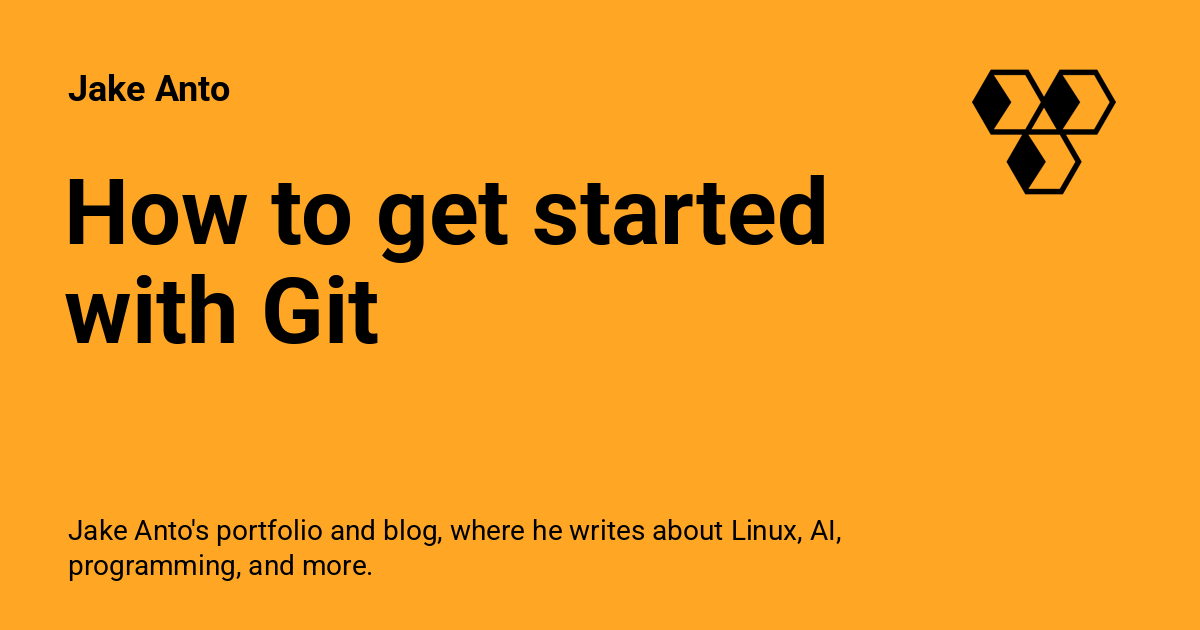 Jake Anto
How to get started
with Git
Jake Anto's portfolio and blog, where he writes about Linux, AI,
programming, and more.